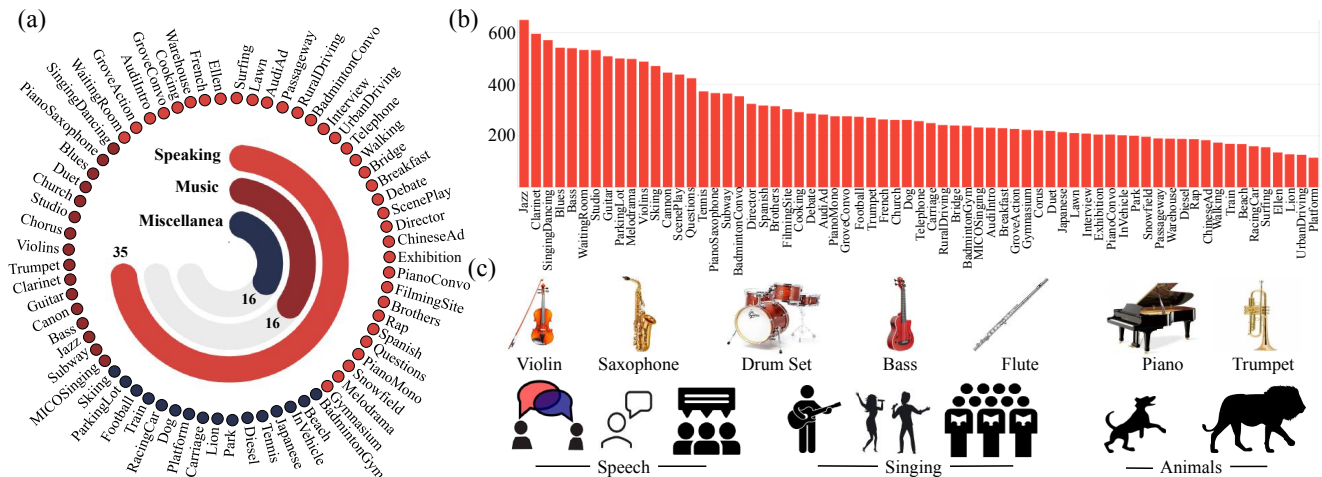 (a)
Surfing
Lawn
AudiAd
Passageway
RuralDriving
BadmintonConvo
Interview
UrbanDriving
Telephone
Walking
Bridge
Breakfast
Debate
ScenePlay
Director
ChineseAd
Exhibition
PianoConvo
FilmingSite
Brothers
Rap
Spanish
Questions
PianoMono
Snowfield
Melodrama
Gymnasium
BadmintonGym
Beach
InVehicle
Japanese
Tennis
Diesel
Park
Lion
Carriage
Platform
Dog
RacingCar
Train
Football
ParkingLot
Skiing
MICOSinging
Subway
Jazz
Bass
Canon
Guitar
Clarinet
Trumpet
Violins
Chorus
Studio
Church
Duet
Blues
PianoSaxophone
SingingDancing
WaitingRoom
GroveAction
AudiIntro
GroveConvo
Cooking
Warehouse
French
Ellen
Speaking
Music
Miscellanea
35
16
16
(b)
600
400
200
Jazz
Clarinet
SingingDancing
Blues
Bass
WaitingRoom
Studio
Guitar
ParkingLot
Melorama
Violins
Skiing
Cannon
ScenePlay
Questions
Tennis
PianoSaxophone
Subway
BadmintonConvo
Director
Spanish
Brothers
FilmingSite
Cooking
Debate
AudiAd
PianoMono
GroveConvo
Football
Trumpet
French
Church
Dog
Telephone
Carriage
RuralDriving
Bridge
BadmintopGym
MICOSinging
AudiIntro
Breakfast
GroveAction
Gymnasium
Corus
Duet
Japanese
Lawn
Interview
Exhibition
PianoConvo
InVehicle
Park
Snowfield
Passageway
Warehouse
Diesel
Rap
ChineseAd
Walking
Train
Beach
RacingCar
Surfing
Ellen
Lion
UrbanDriving
Platform
(c)
Violin Saxophone Drum Set Bass Flute Piano Trumpet
Speech Singing Animals